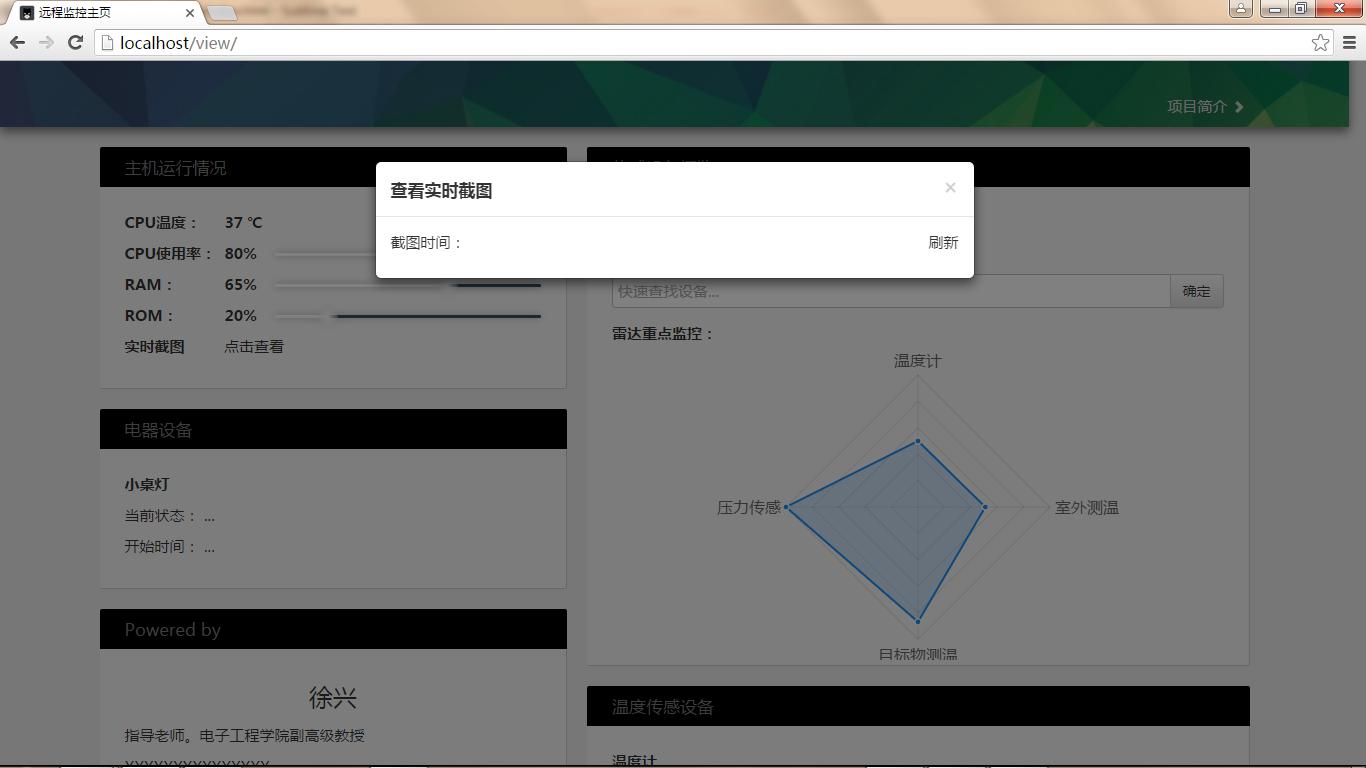 远程监控主页
localhost/view/
项目简介
主机运行情况
查看实时截图
×
截图时间：
刷新
CPU温度： 37 ℃
CPU使用率： 80%
RAM： 65%
ROM： 20%
实时截图 点击查看
电器设备
小桌灯
当前状态： ...
开始时间： ...
Powered by
徐兴
指导老师。电子工程学院副高级教授
快速查找设备...
确定
雷达重点监控：
温度计
压力传感
室外测温
目标物测温
温度传感设备
温度计